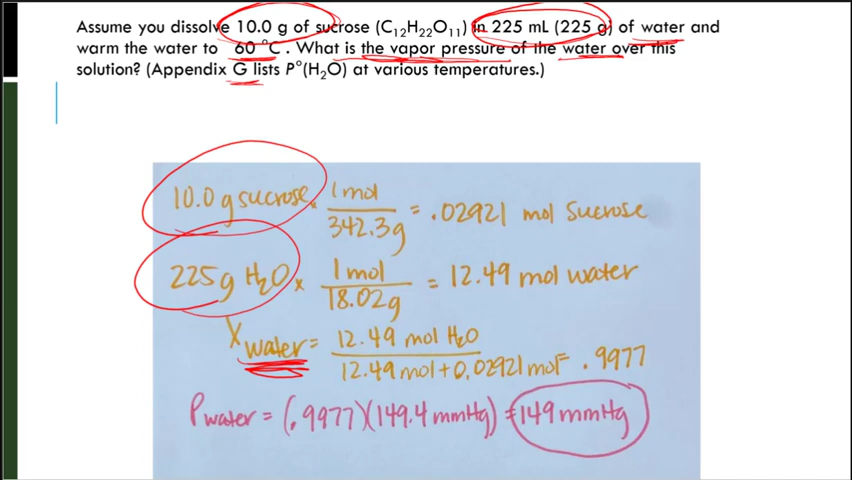 Assume you dissolve 10.0 g of sucrose (C₁₂H₂₂O₁₁) in 225 mL (225 g) of water and
warm the water to 60 °C. What is the vapor pressure of the water over this
solution? (Appendix G lists P°(H₂O) at various temperatures.)
10.0 g sucrose × 1 mol / 342.3 g = .02921 mol Sucrose
225 g H₂O × 1 mol / 18.02 g = 12.49 mol water
X water = 12.49 mol H₂O / 12.49 mol + 0.02921 mol = .9977
P water = (.9977)(149.4 mmHg) = 149 mmHg